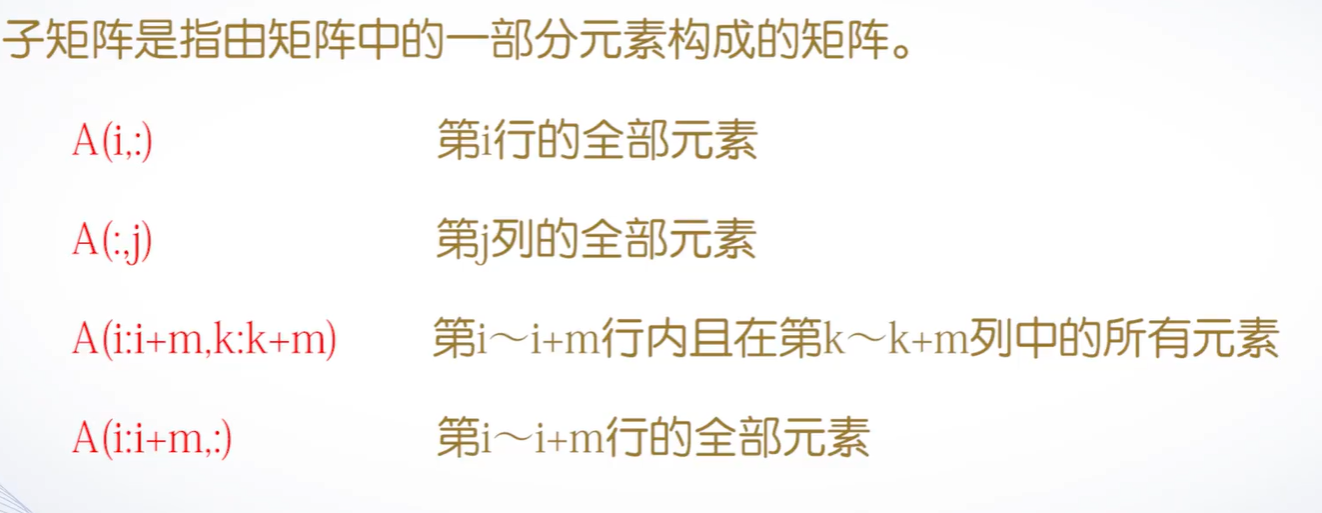 子矩阵是指由矩阵中的一部分元素构成的矩阵。
A(i,:) 第i行的全部元素
A(:,j) 第j列的全部元素
A(i:i+m,k:k+m) 第i～i+m行内且在第k～k+m列中的所有元素
A(i:i+m,:) 第i～i+m行的全部元素